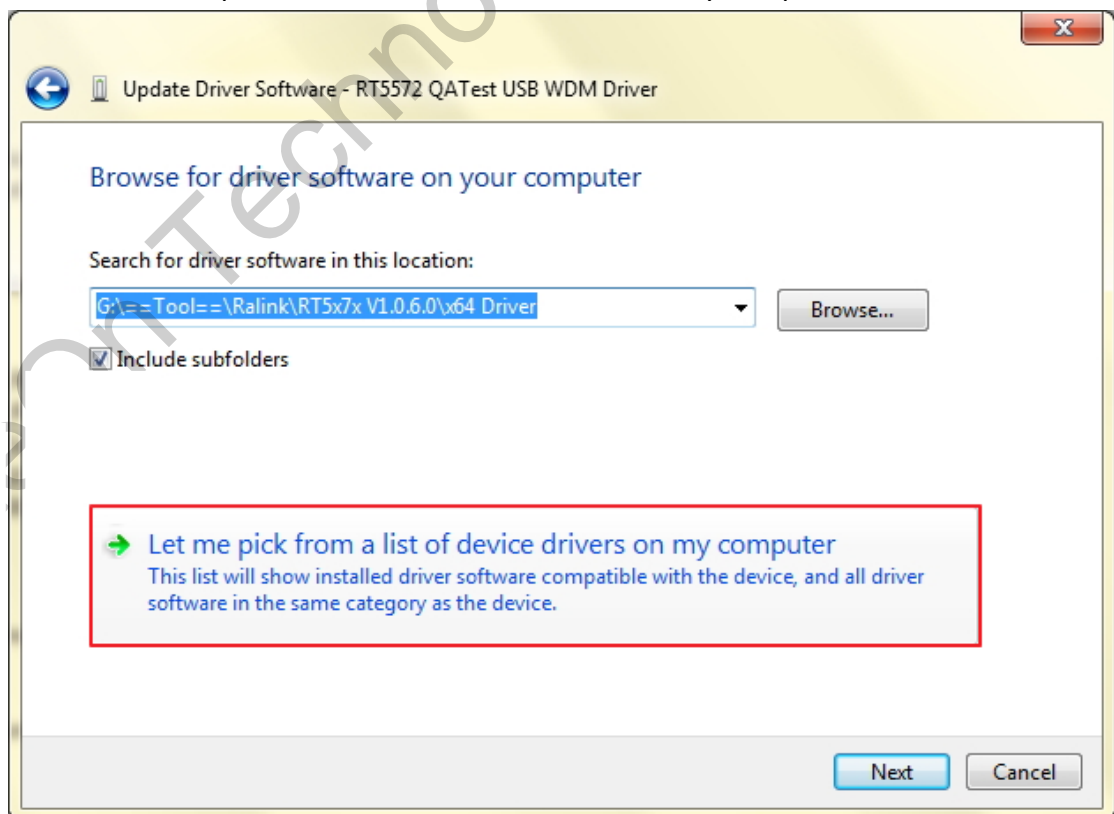 Update Driver Software - RT5572 QATest USB WDM Driver
Browse for driver software on your computer
Search for driver software in this location:
G:\==Tool==\Ralink\RT5x7x V1.0.6.0\x64 Driver
Browse...
Include subfolders
Let me pick from a list of device drivers on my computer
This list will show installed driver software compatible with the device, and all driver
software in the same category as the device.
Next
Cancel